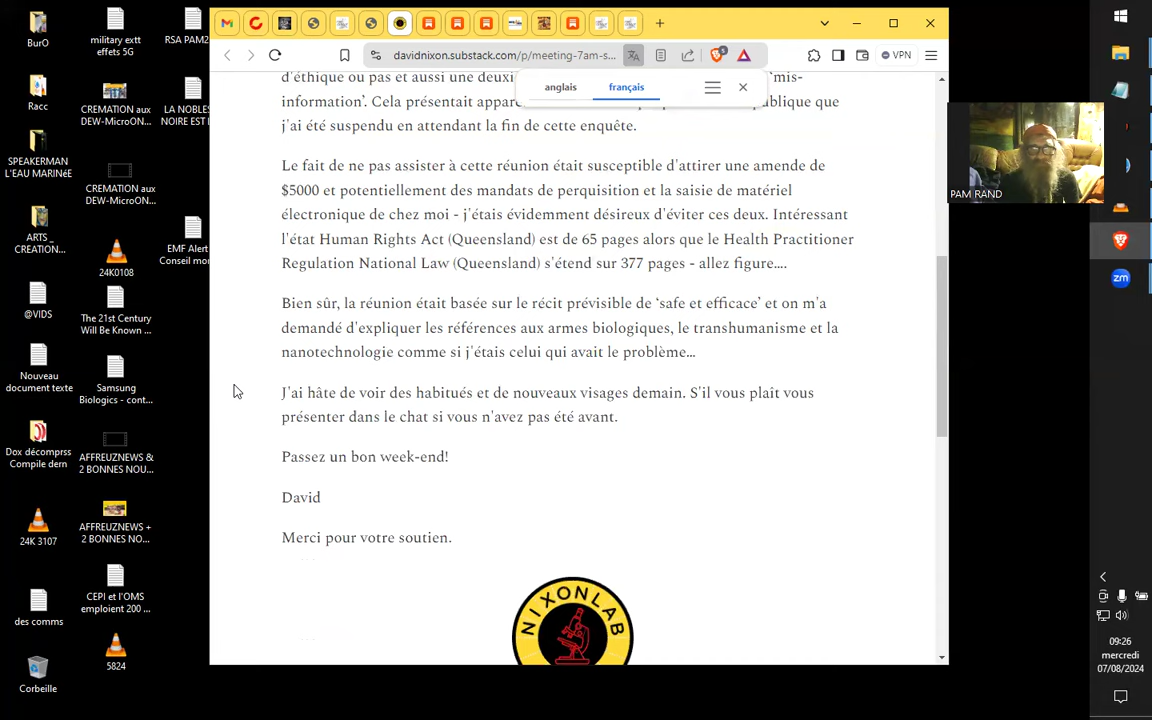 BurO
military extt
effets 5G
RSA PAM2
Racc
CREMATION aux
DEW-MicroON...
LA NOBLES
NOIRE EST I
SPEAKERMAN
L'EAU MARINéE
CREMATION aux
DEW-MicroON...
ARTS _
CREATION...
24K0108
EMF Alert
Conseil mor
@VIDS
The 21st Century
Will Be Known ...
Nouveau
document texte
Samsung
Biologics - cont...
Dox décomprss
Compile dern
AFFREUZNEWS &
2 BONNES NOU...
24K 3107
AFFREUZNEWS +
2 BONNES NO...
des comms
CEPI et l'OMS
emploient 200 ...
5824
Corbeille
davidnixon.substack.com/p/meeting-7am-s...
VPN
anglais
français
d'éthique ou pas et aussi une deuxi
'mis-
information'. Cela présentait appare
publique que
j'ai été suspendu en attendant la fin de cette enquête.
Le fait de ne pas assister à cette réunion était susceptible d'attirer une amende de
$5000 et potentiellement des mandats de perquisition et la saisie de matériel
électronique de chez moi - j'étais évidemment désireux d'éviter ces deux. Intéressant
l'état Human Rights Act (Queensland) est de 65 pages alors que le Health Practitioner
Regulation National Law (Queensland) s'étend sur 377 pages - allez figure....
Bien sûr, la réunion était basée sur le récit prévisible de ‘safe et efficace’ et on m'a
demandé d'expliquer les références aux armes biologiques, le transhumanisme et la
nanotechnologie comme si j'étais celui qui avait le problème…
J'ai hâte de voir des habitués et de nouveaux visages demain. S'il vous plaît vous
présenter dans le chat si vous n'avez pas été avant.
Passez un bon week-end!
David
Merci pour votre soutien.
NIXONLAB
PAM RAND
zm
09:26
mercredi
07/08/2024